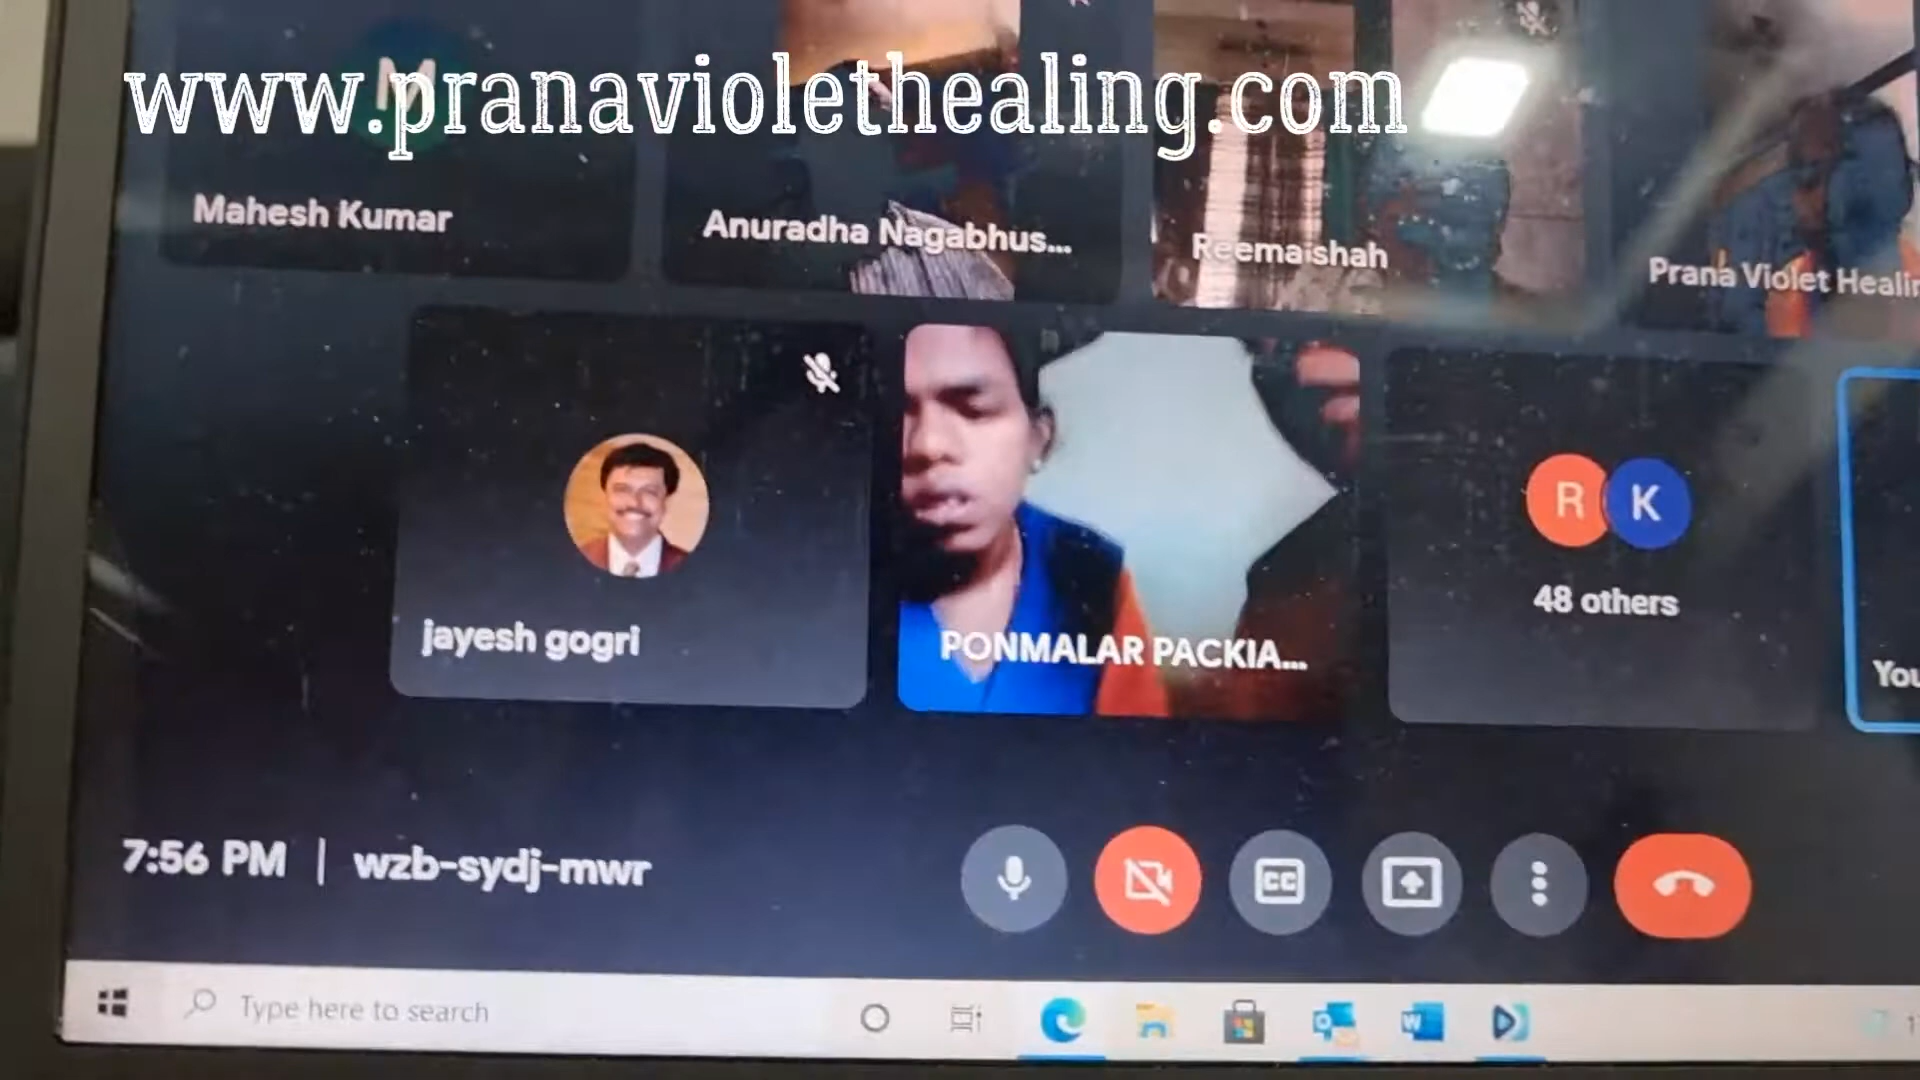 www.pranaviolethealing.com
M
Mahesh Kumar
Anuradha Nagabhus...
Reemaishah
Prana Violet Healin
jayesh gogri
PONMALAR PACKIA...
R K
48 others
You
7:56 PM | wzb-sydj-mwr
CC
Type here to search